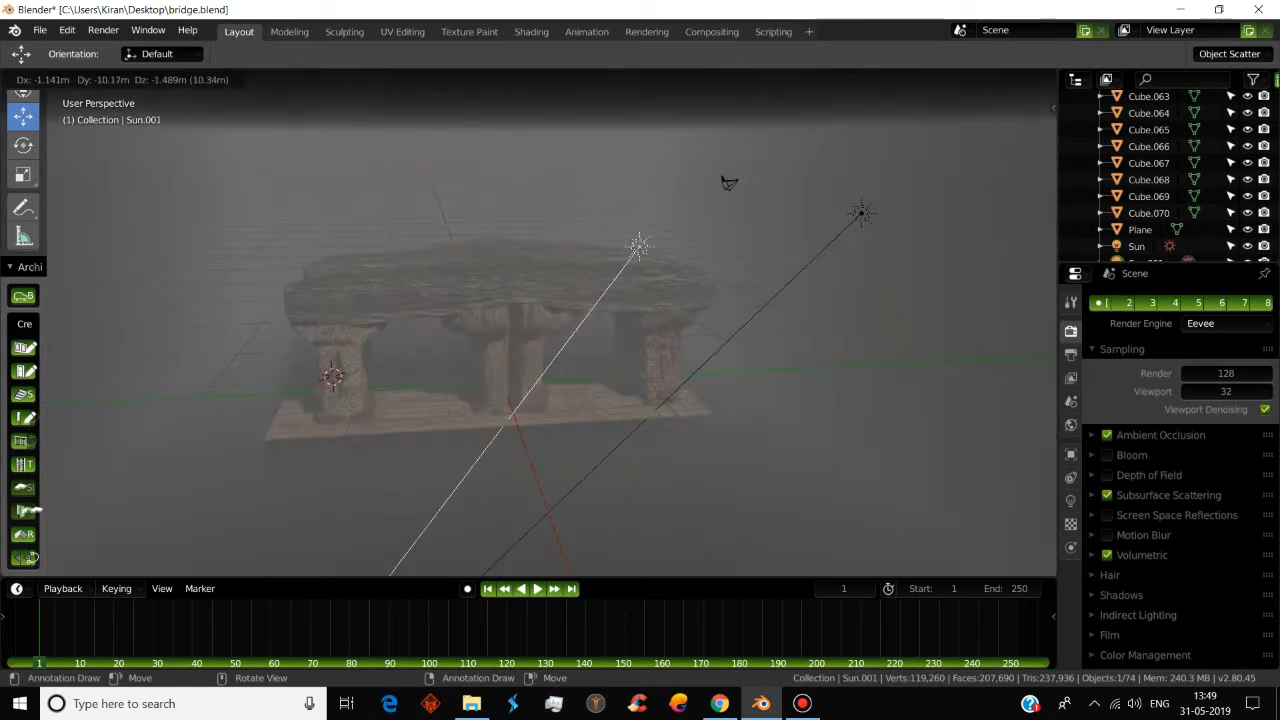 Blender* [C:\Users\Kiran\Desktop\bridge.blend]
File Edit Render Window Help Layout Modeling Sculpting UV Editing Texture Paint Shading Animation Rendering Compositing Scripting + Scene View Layer
Orientation: Default Object Scatter
Dx: -1.141m Dy: -10.17m Dz: -1.489m (10.34m)
User Perspective
(1) Collection | Sun.001
Cube.063
Cube.064
Cube.065
Cube.066
Cube.067
Cube.068
Cube.069
Cube.070
Plane
Sun
Archi
B
Cre
S
T
SI
R
Scene
2 3 4 5 6 7 8
Render Engine Eevee
Sampling
Render 128
Viewport 32
Viewport Denoising
Ambient Occlusion
Bloom
Depth of Field
Subsurface Scattering
Screen Space Reflections
Motion Blur
Volumetric
Hair
Shadows
Indirect Lighting
Film
Color Management
Playback Keying View Marker 1 Start: 1 End: 250
1 10 20 30 40 50 60 70 80 90 100 110 120 130 140 150 160 170 180 190 200 210 220 230 240 250
Annotation Draw Move Rotate View Annotation Draw Move Collection | Sun.001 | Verts:119,260 | Faces:207,690 | Tris:237,936 | Objects:1/74 | Mem: 240.3 MB | v2.80.45
Type here to search
ENG
13:49
31-05-2019